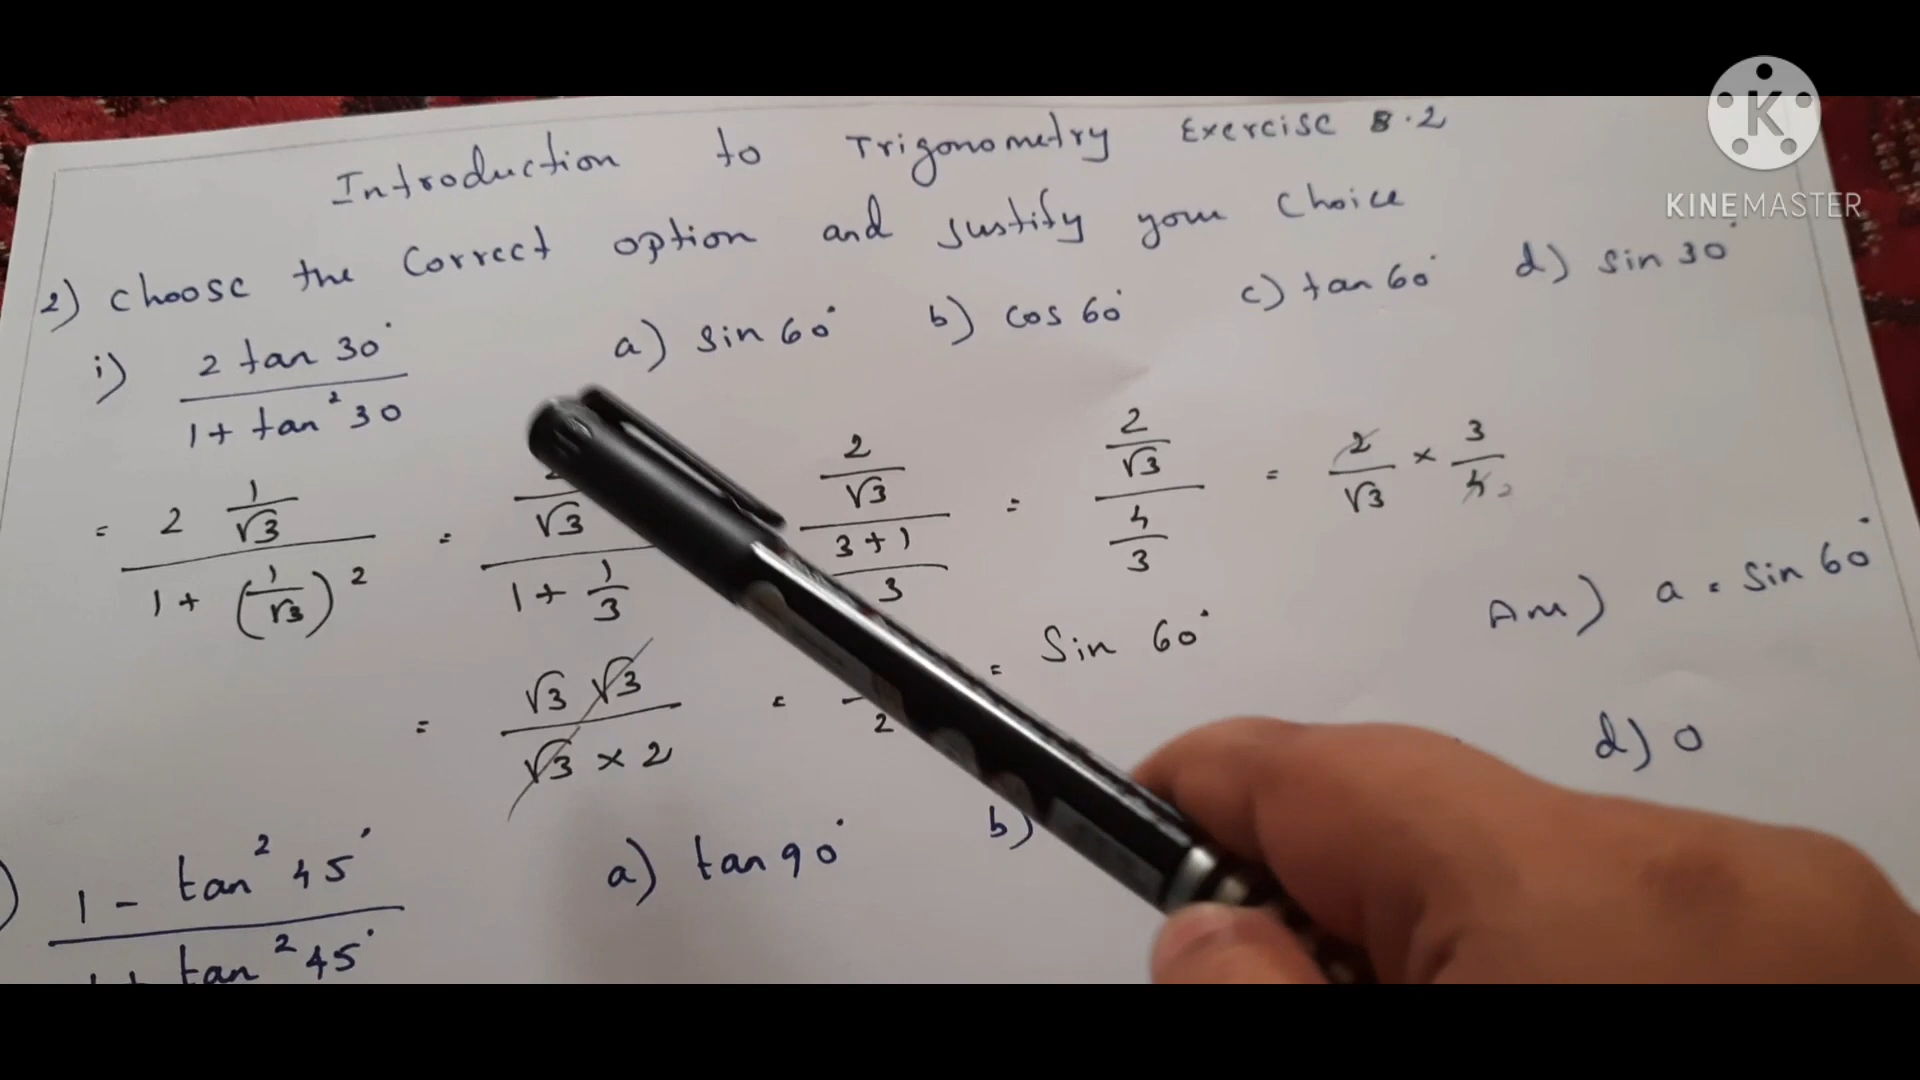 K
KINEMASTER
Introduction to Trigonometry Exercise 8.2
2) choose the correct option and justify your choice
i) 2 tan 30° / 1 + tan² 30 a) sin 60° b) cos 60° c) tan 60° d) sin 30°
= 2 1/√3 / 1 + (1/√3)² = /√3 / 1 + 1/3 2/√3 / 3+1/3 = 2/√3 / 4/3 = 2/√3 × 3/4 2
= √3 √3 / √3 × 2 = / 2 = Sin 60° Ans) a = Sin 60°
1 - tan² 45° / + tan² 45° a) tan 90° b) d) 0